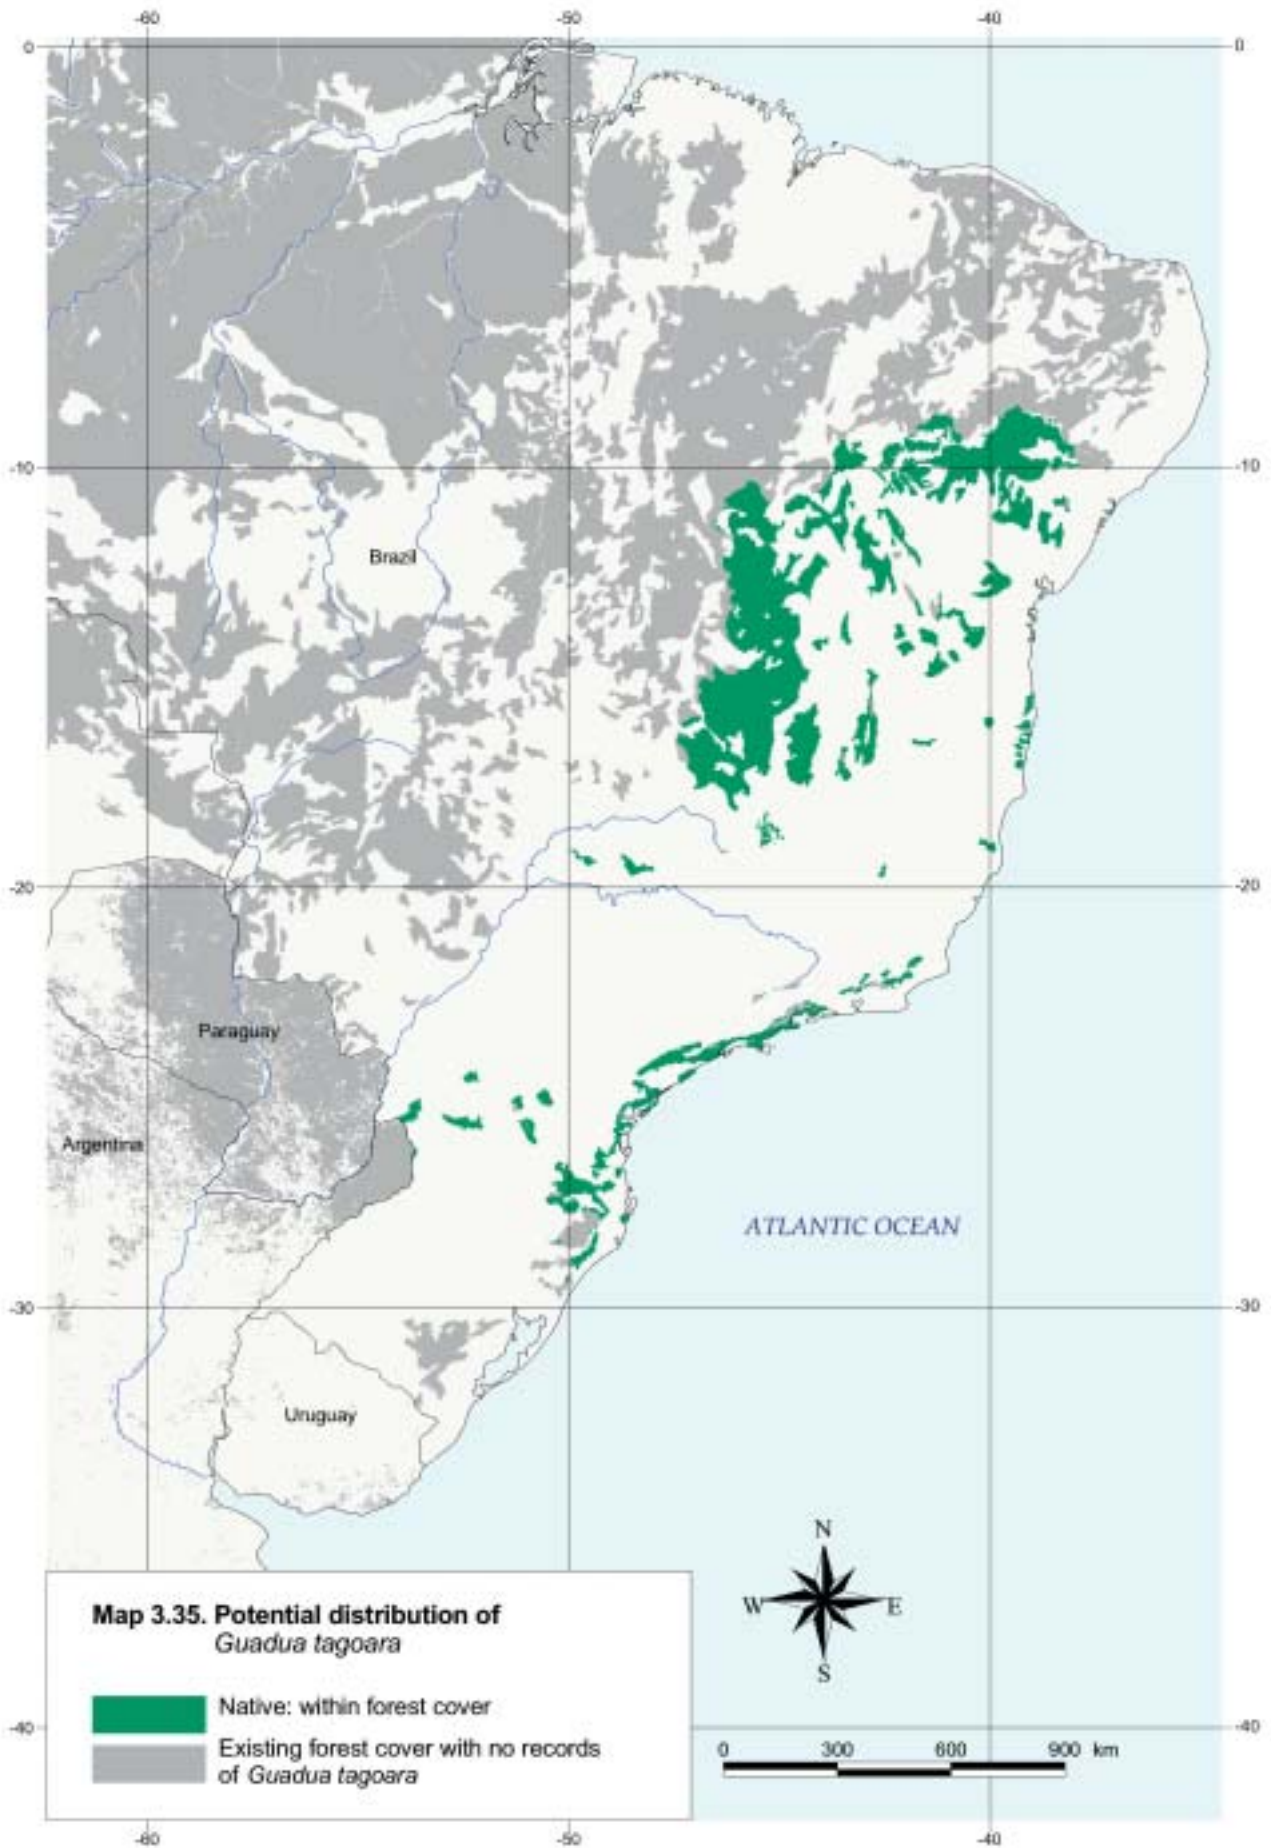 -60 -50 -40
0 0
Brazil
-10 -10
-20 -20
Paraguay
Argentina
ATLANTIC OCEAN
-30 -30
Uruguay
N
W E
S
Map 3.35. Potential distribution of
Guadua tagoara
Native: within forest cover
Existing forest cover with no records
of Guadua tagoara
-40 -40
0 300 600 900 km
-60 -50 -40